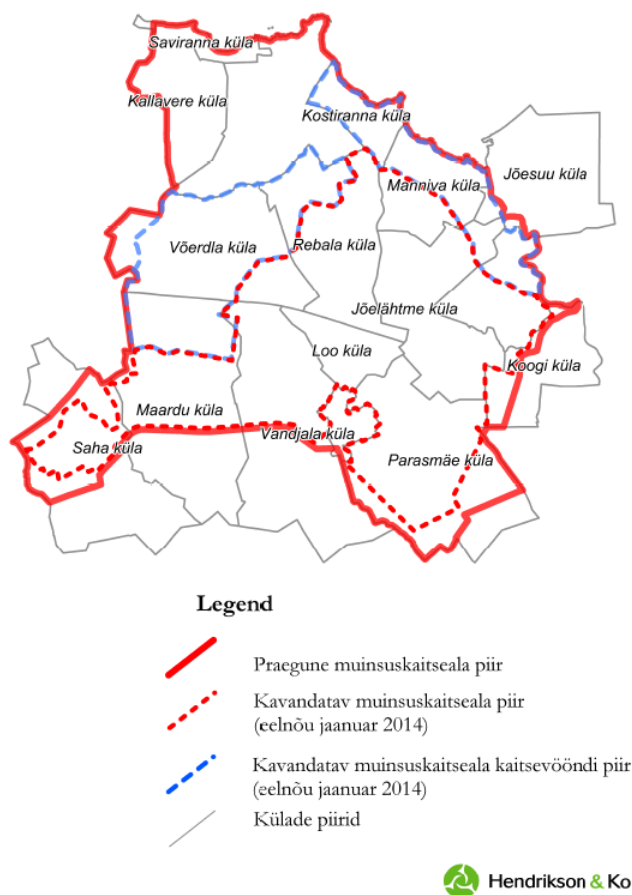 Saviranna küla
Kallavere küla
Kostiranna küla
Jõesuu küla
Manniva küla
Võerdla küla
Rebala küla
Jõelähtme küla
Loo küla
Koogi küla
Maardu küla
Vandjala küla
Saha küla
Parasmäe küla
Legend
Praegune muinsuskaitseala piir
Kavandatav muinsuskaitseala piir
(eelnõu jaanuar 2014)
Kavandatav muinsuskaitseala kaitsevööndi piir
(eelnõu jaanuar 2014)
Külade piirid
Hendrikson & Ko